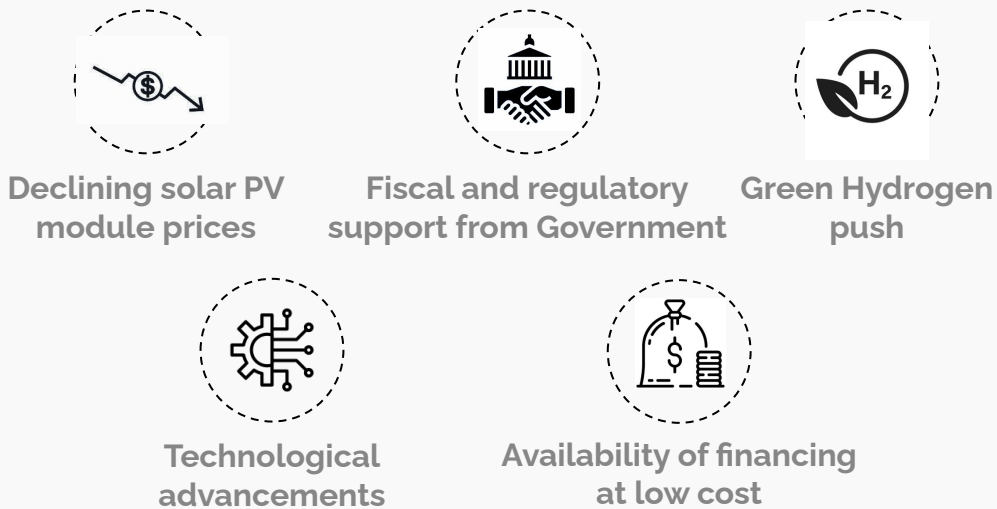 $
H₂
Declining solar PV
module prices
Fiscal and regulatory
support from Government
Green Hydrogen
push
$
Technological
advancements
Availability of financing
at low cost